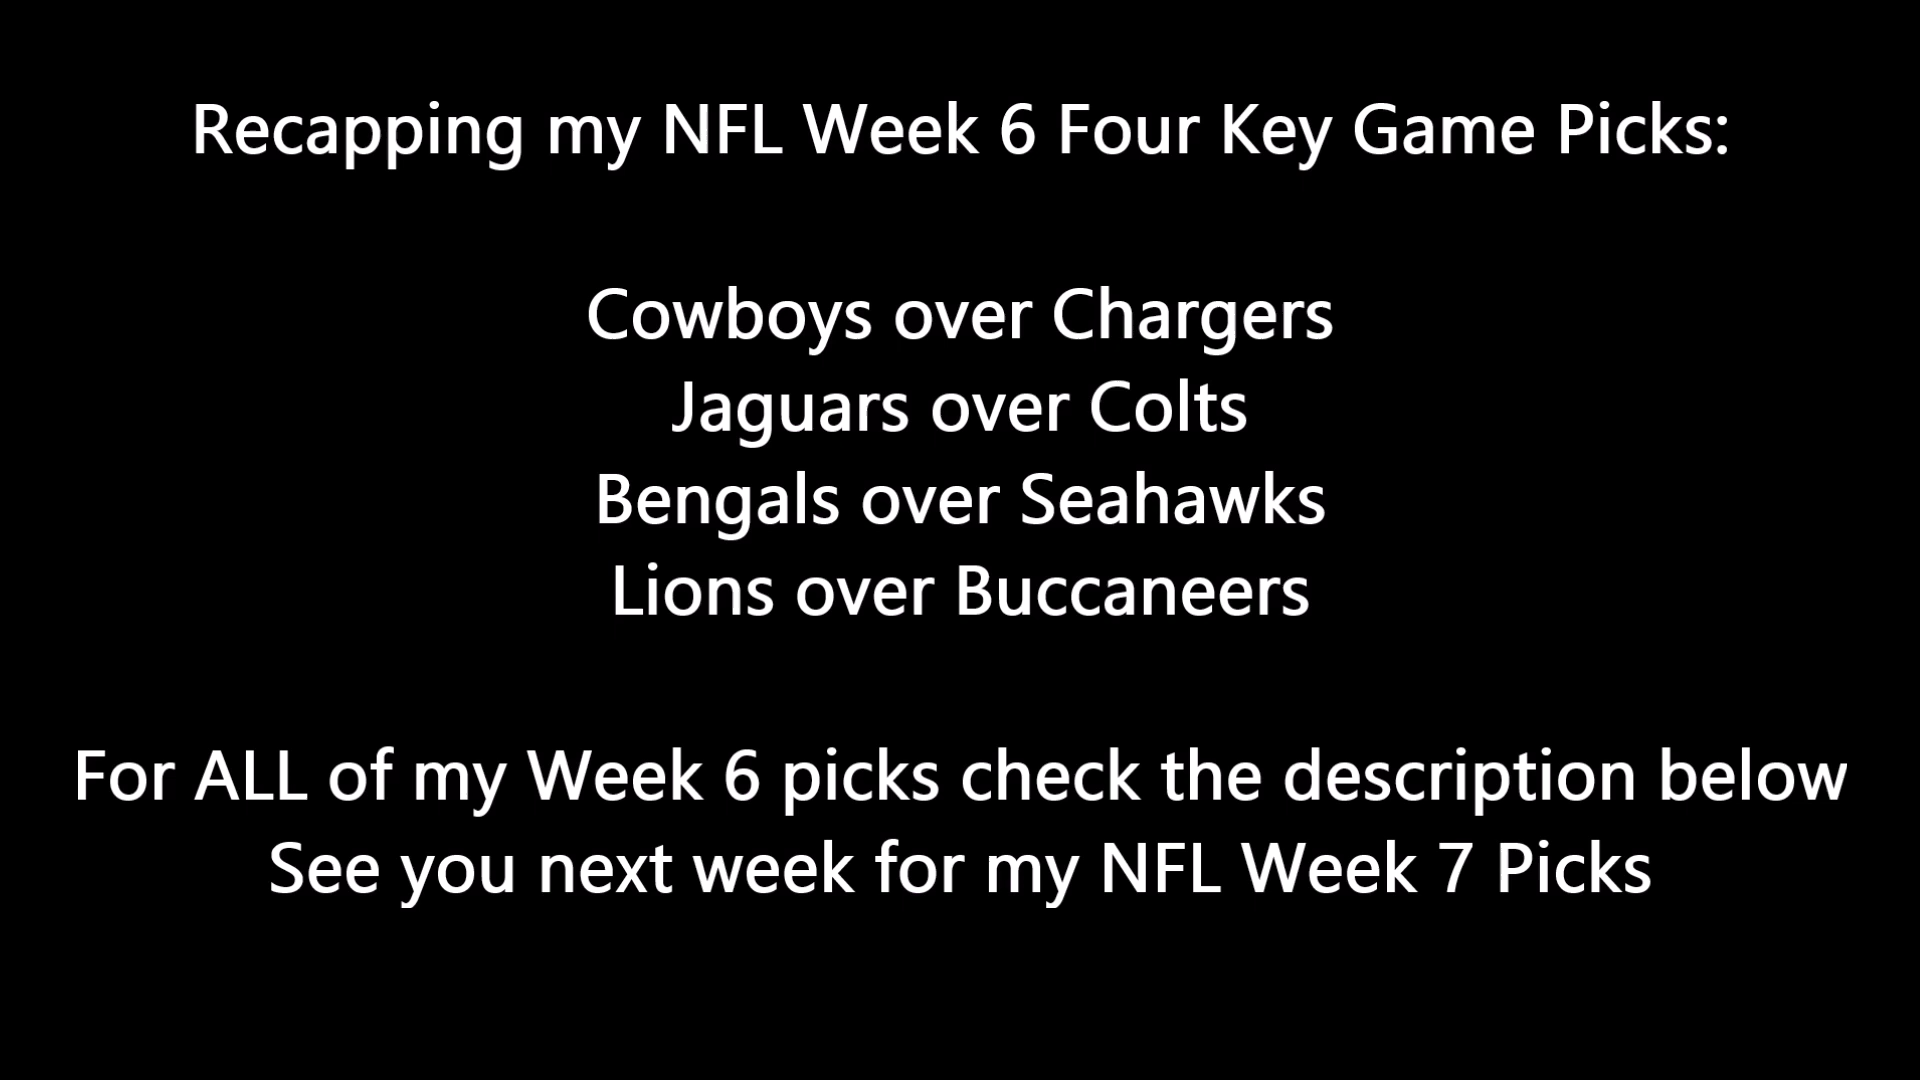 Recapping my NFL Week 6 Four Key Game Picks:
Cowboys over Chargers
Jaguars over Colts
Bengals over Seahawks
Lions over Buccaneers
For ALL of my Week 6 picks check the description below
See you next week for my NFL Week 7 Picks